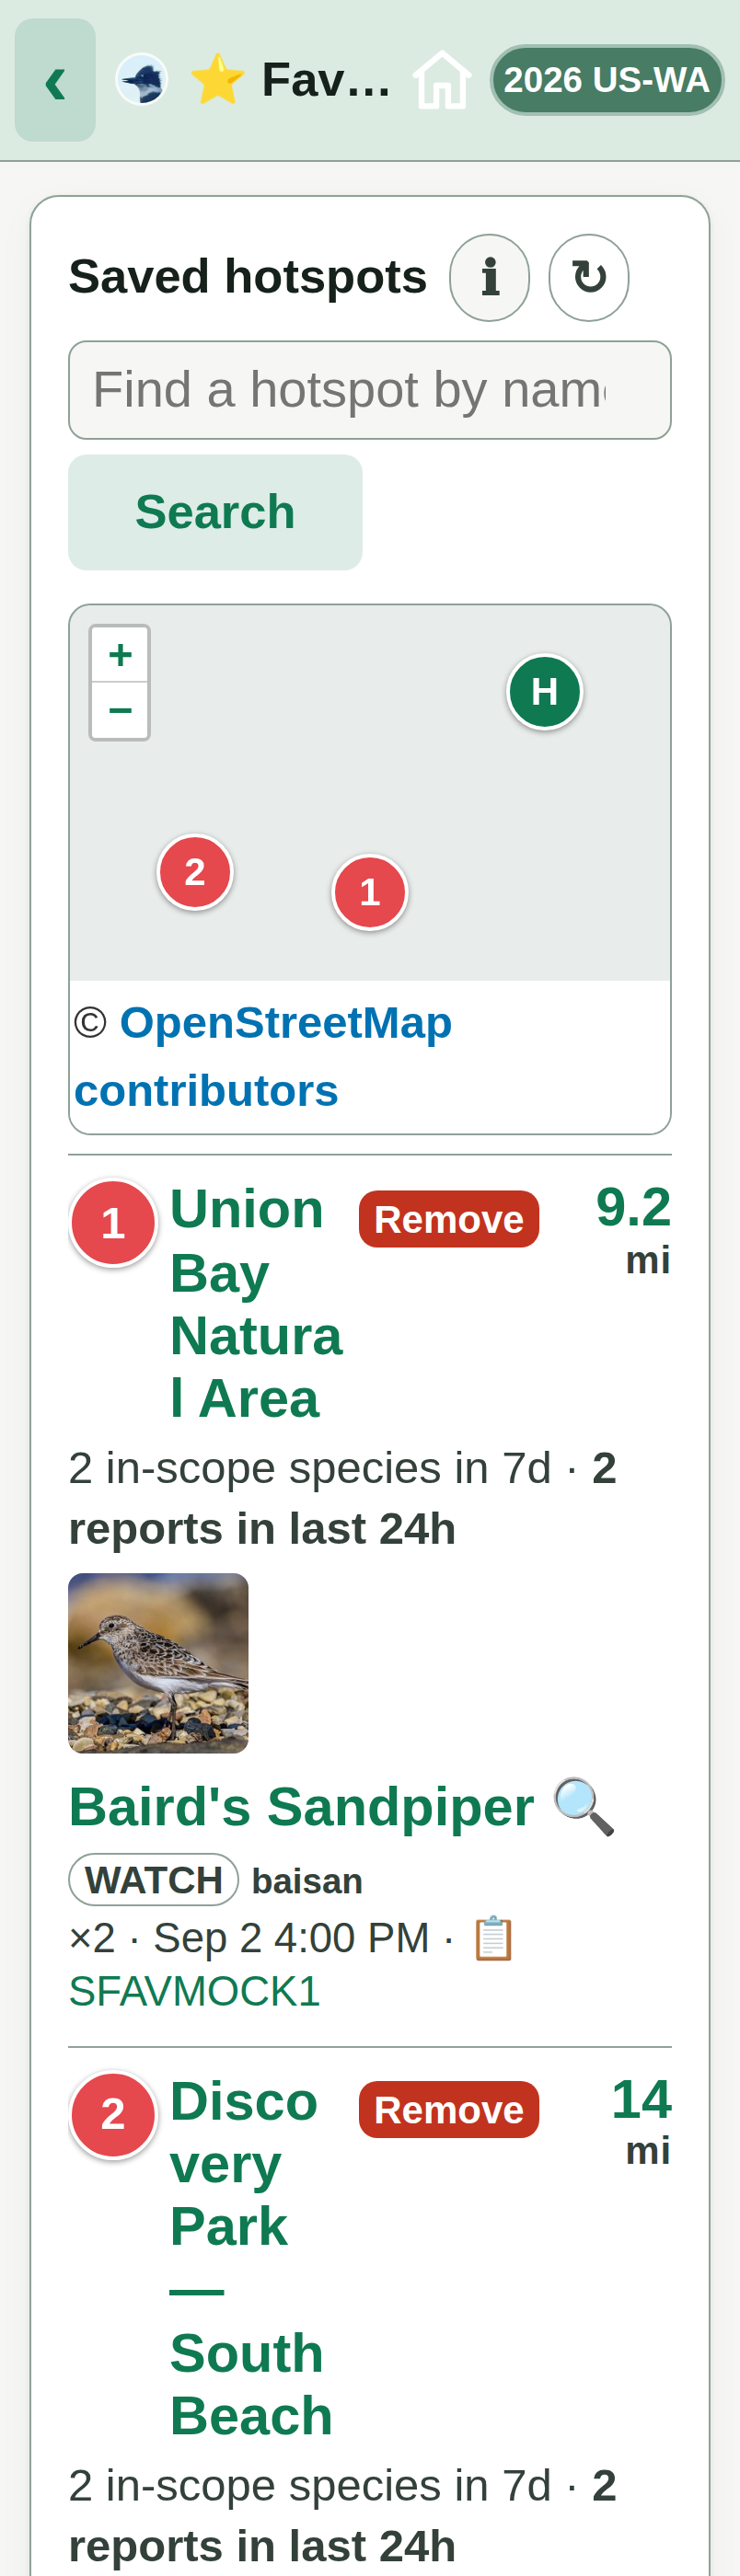 ‹ ⭐ Fav… 2026 US-WA
Saved hotspots ℹ ↻
Find a hotspot by nam
Search
+
−
H
2
1
© OpenStreetMap
contributors
1 Union Remove 9.2
Bay mi
Natura
l Area
2 in-scope species in 7d · 2
reports in last 24h
Baird's Sandpiper 🔍
WATCH baisan
×2 · Sep 2 4:00 PM · 📋
SFAVMOCK1
2 Disco Remove 14
very mi
Park
—
South
Beach
2 in-scope species in 7d · 2
reports in last 24h